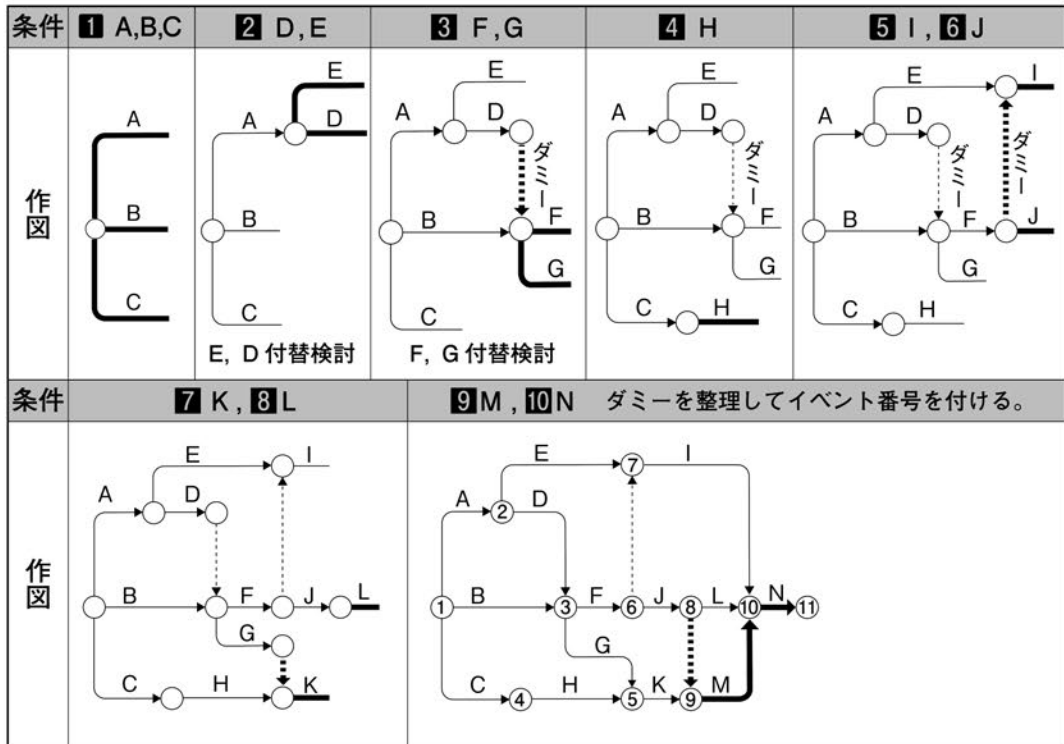 条件 1 A,B,C 2 D,E 3 F,G 4 H 5 I,6 J
作図
A
B
C
E
D
A
B
C
E, D 付替検討
E
A D
ダミー
B F
G
C
F, G 付替検討
E
A D
ダミー
B F
G
C H
E I
A D
ダミー ダミー
B F J
G
C H
条件 7 K,8 L 9 M,10 N ダミーを整理してイベント番号を付ける。
作図
E I
A D
B F J L
G
C H K
E 7 I
A 2 D
1 B 3 F 6 J 8 L 10 N 11
G
C 4 H 5 K 9 M